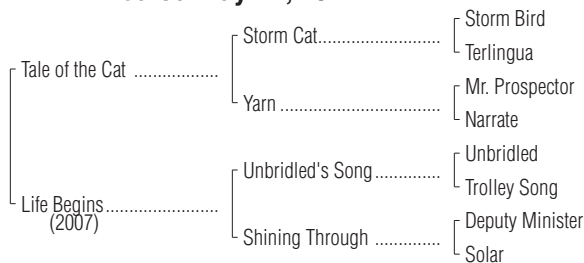 Storm Bird
Storm Cat..........................
Terlingua
Tale of the Cat ..................
Mr. Prospector
Yarn ..................................
Narrate
Unbridled
Unbridled's Song..............
Trolley Song
Life Begins........................
(2007)
Deputy Minister
Shining Through ..............
Solar